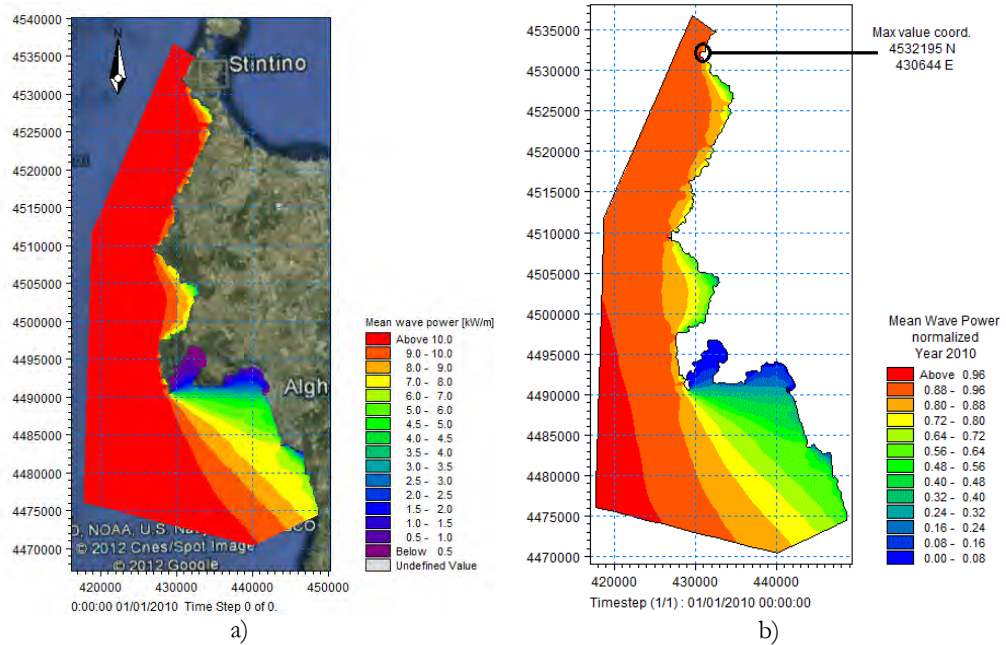 4540000
4535000
4530000
4525000
4520000
4515000
4510000
4505000
4500000
4495000
4490000
4485000
4480000
4475000
4470000
N
Stintino
Algh
, NOAA, U.S.
© 2012 Cnes/Spot Image
© 2012 Google
420000 430000 440000 450000
0:00:00 01/01/2010 Time Step 0 of 0.
Mean wave power [kW/m]
Above 10.0
9.0 - 10.0
8.0 - 9.0
7.0 - 8.0
6.0 - 7.0
5.0 - 6.0
4.5 - 5.0
4.0 - 4.5
3.5 - 4.0
3.0 - 3.5
2.5 - 3.0
2.0 - 2.5
1.5 - 2.0
1.0 - 1.5
0.5 - 1.0
Below 0.5
Undefined Value
a)
4535000
4530000
4525000
4520000
4515000
4510000
4505000
4500000
4495000
4490000
4485000
4480000
4475000
4470000
Max value coord.
4532195 N
430644 E
420000 430000 440000
Timestep (1/1) : 01/01/2010 00:00:00
Mean Wave Power
normalized
Year 2010
Above 0.96
0.88 - 0.96
0.80 - 0.88
0.72 - 0.80
0.64 - 0.72
0.56 - 0.64
0.48 - 0.56
0.40 - 0.48
0.32 - 0.40
0.24 - 0.32
0.16 - 0.24
0.08 - 0.16
0.00 - 0.08
b)